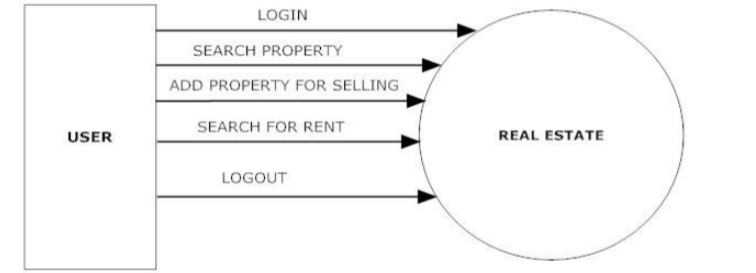 LOGIN
SEARCH PROPERTY
ADD PROPERTY FOR SELLING
SEARCH FOR RENT
USER
REAL ESTATE
LOGOUT